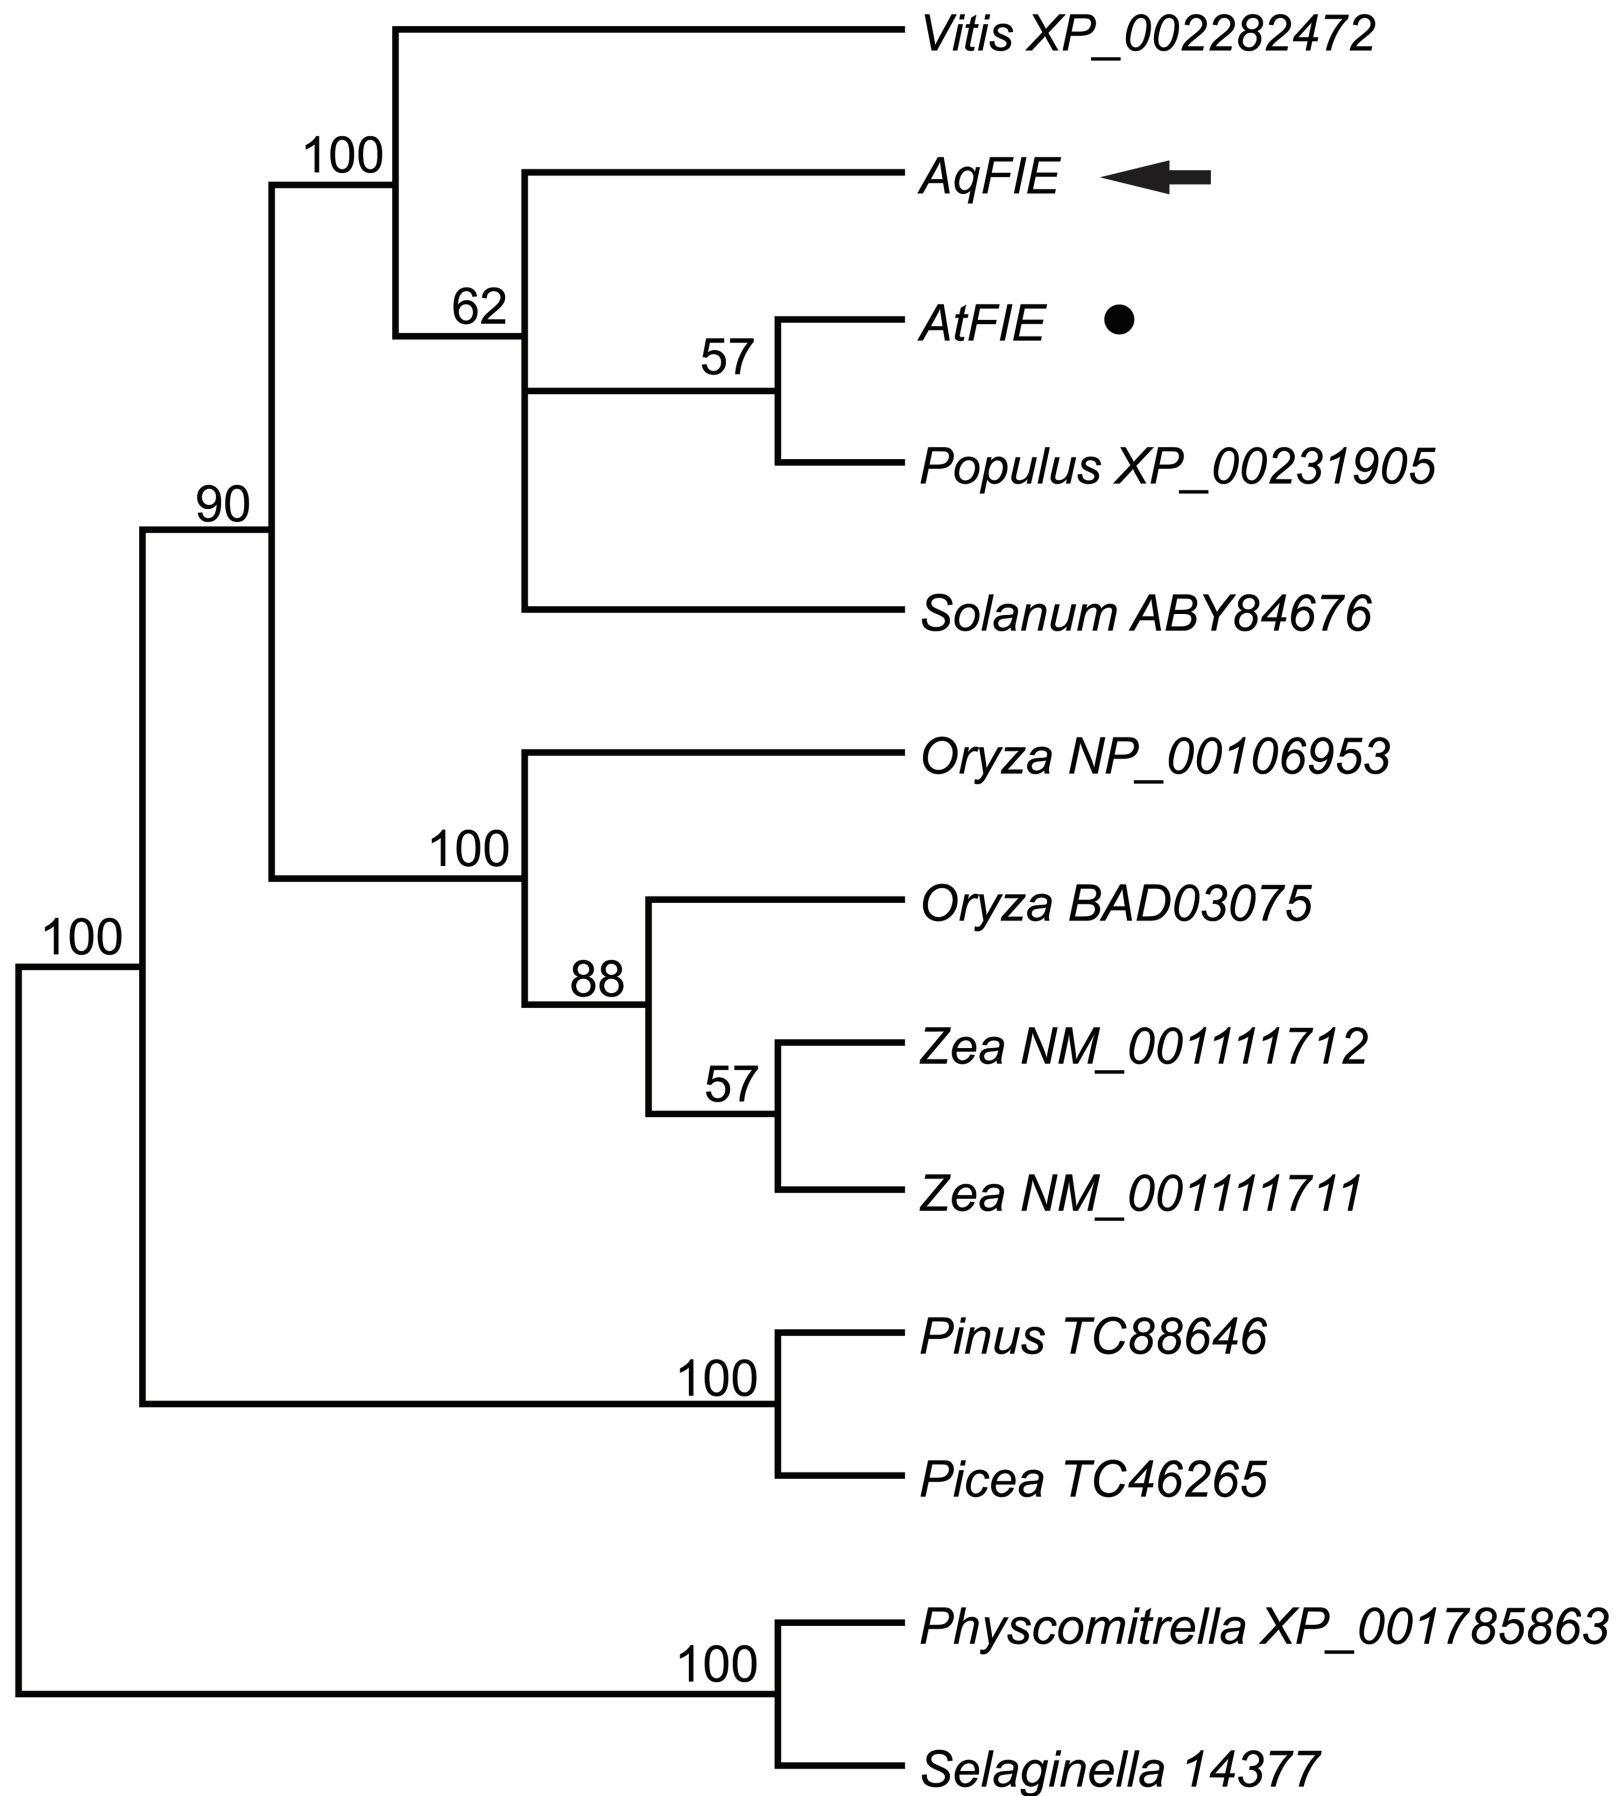 Vitis XP_002282472
100
AqFIE
62
AtFIE
57
Populus XP_00231905
90
Solanum ABY84676
Oryza NP_00106953
100
Oryza BAD03075
100
88
Zea NM_001111712
57
Zea NM_001111711
Pinus TC88646
100
Picea TC46265
Physcomitrella XP_001785863
100
Selaginella 14377